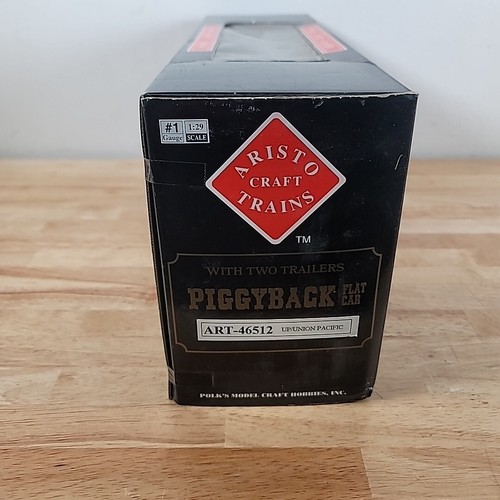 #1
Gauge
1:29
SCALE
ARISTO
CRAFT
TRAINS
TM
WITH TWO TRAILERS
PIGGYBACK FLAT
CAR
ART-46512 UP/UNION PACIFIC
POLK'S MODEL CRAFT HOBBIES, INC.